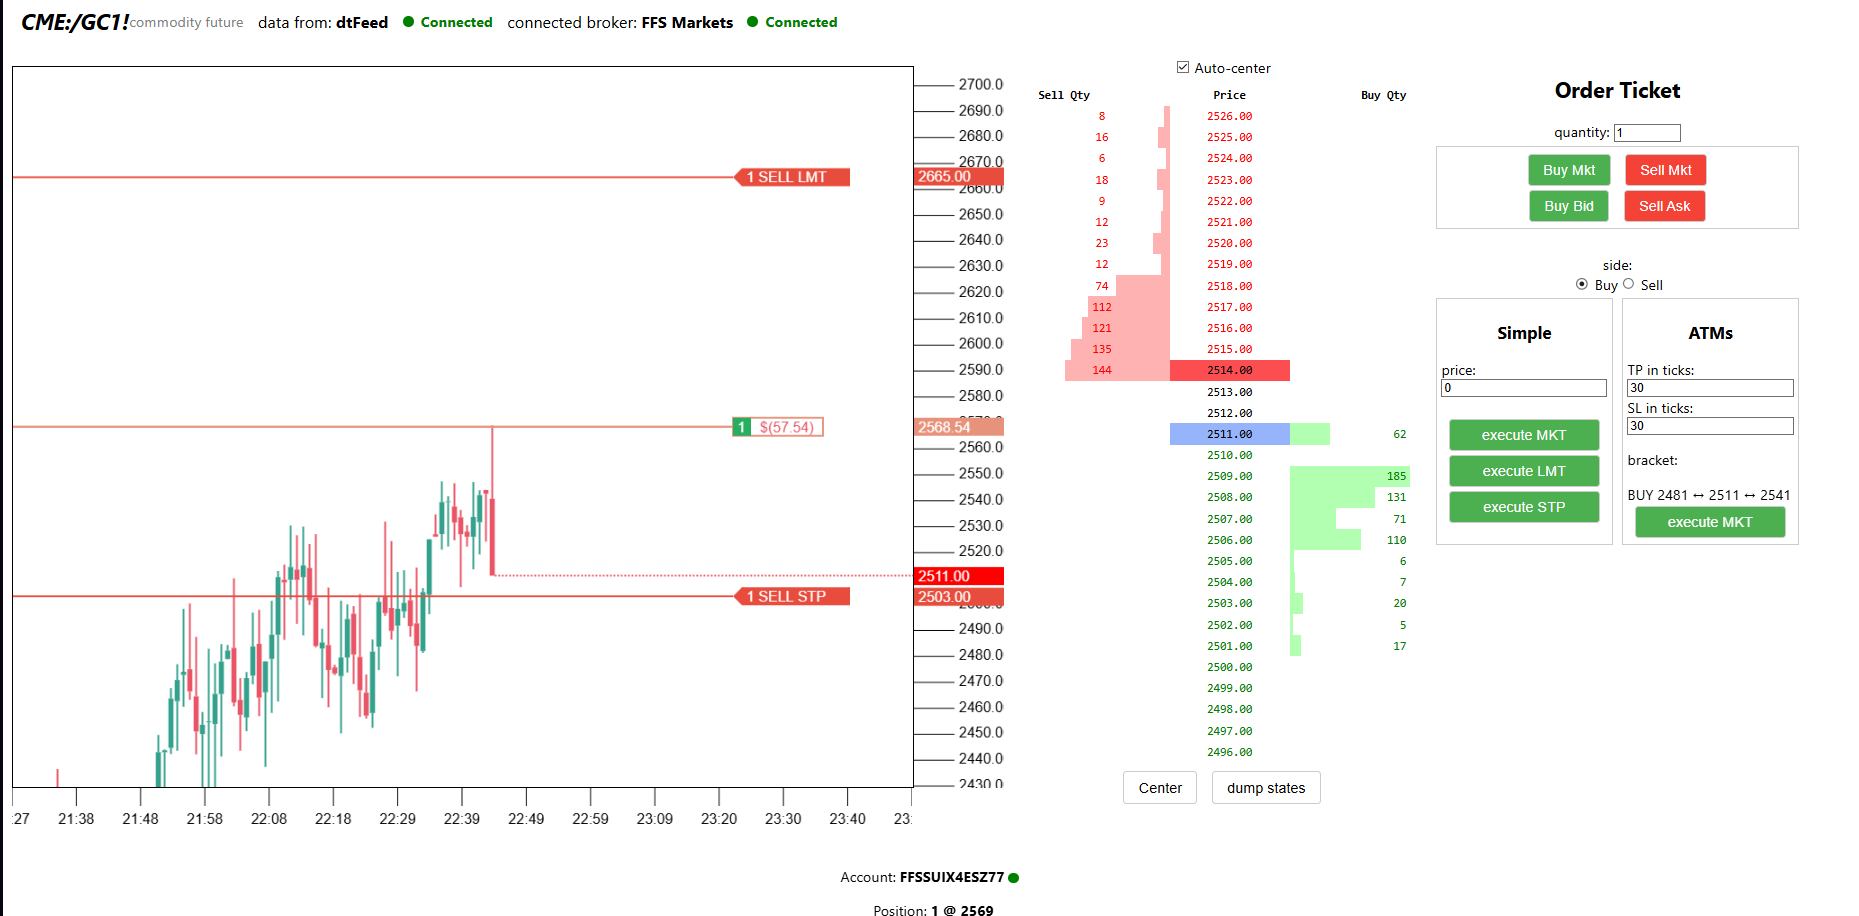 CME:/GC1! commodity future data from: dtFeed Connected connected broker: FFS Markets Connected
2700.0
2690.0
2680.0
2670.0
1 SELL LMT 2665.00
2660.0
2650.0
2640.0
2630.0
2620.0
2610.0
2600.0
2590.0
2580.0
1 $(57.54) 2568.54
2560.0
2550.0
2540.0
2530.0
2520.0
2511.00
1 SELL STP 2503.00
2490.0
2480.0
2470.0
2460.0
2450.0
2440.0
2430.0
:27 21:38 21:48 21:58 22:08 22:18 22:29 22:39 22:49 22:59 23:09 23:20 23:30 23:40 23:
Auto-center
Sell Qty Price Buy Qty
8 2526.00
16 2525.00
6 2524.00
18 2523.00
9 2522.00
12 2521.00
23 2520.00
12 2519.00
74 2518.00
112 2517.00
121 2516.00
135 2515.00
144 2514.00
2513.00
2512.00
2511.00 62
2510.00
2509.00 185
2508.00 131
2507.00 71
2506.00 110
2505.00 6
2504.00 7
2503.00 20
2502.00 5
2501.00 17
2500.00
2499.00
2498.00
2497.00
2496.00
Center dump states
Order Ticket
quantity: 1
Buy Mkt Sell Mkt
Buy Bid Sell Ask
side:
Buy Sell
Simple
price:
0
execute MKT
execute LMT
execute STP
ATMs
TP in ticks:
30
SL in ticks:
30
bracket:
BUY 2481 ↔ 2511 ↔ 2541
execute MKT
Account: FFSSUIX4ESZ77
Position: 1 @ 2569